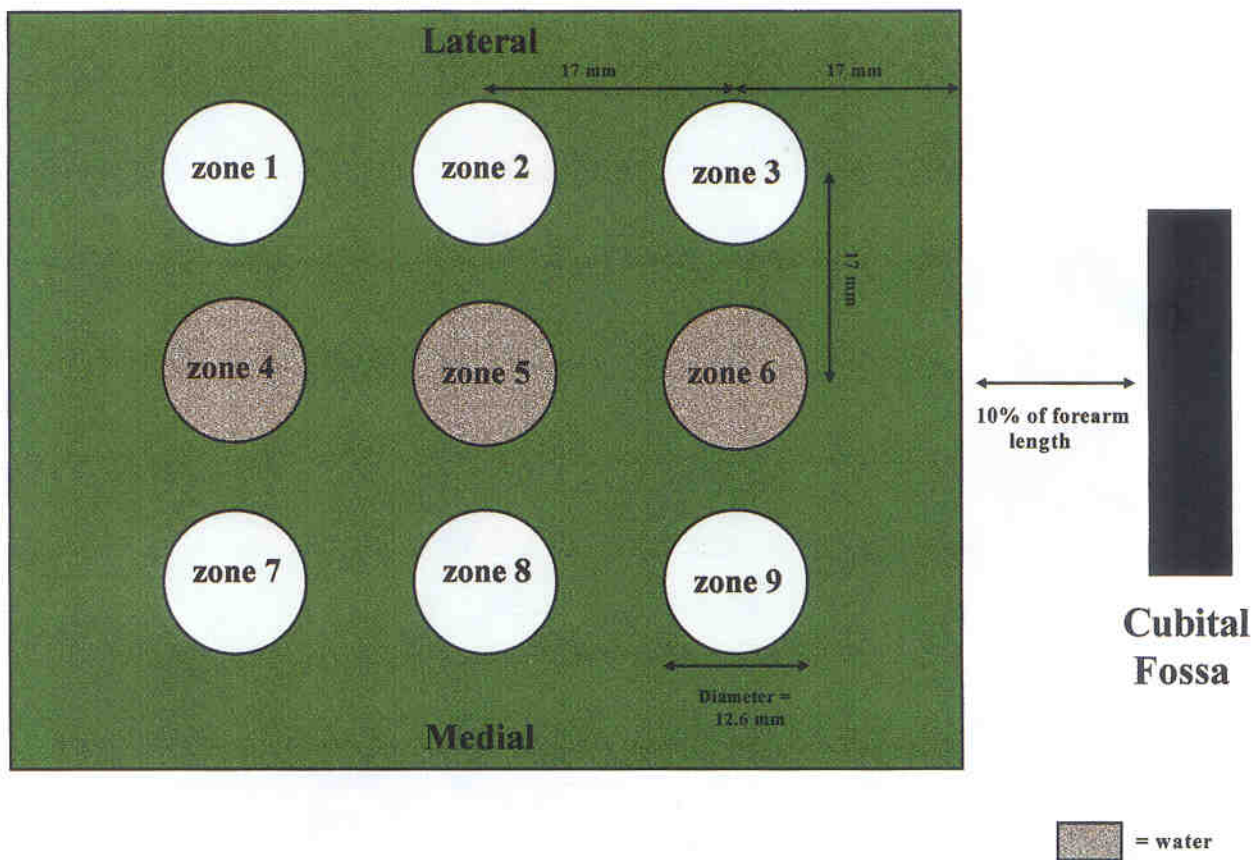 Lateral
17 mm
17 mm
zone 1
zone 2
zone 3
17 mm
zone 4
zone 5
zone 6
10% of forearm
length
zone 7
zone 8
zone 9
Cubital
Fossa
Diameter =
12.6 mm
Medial
= water